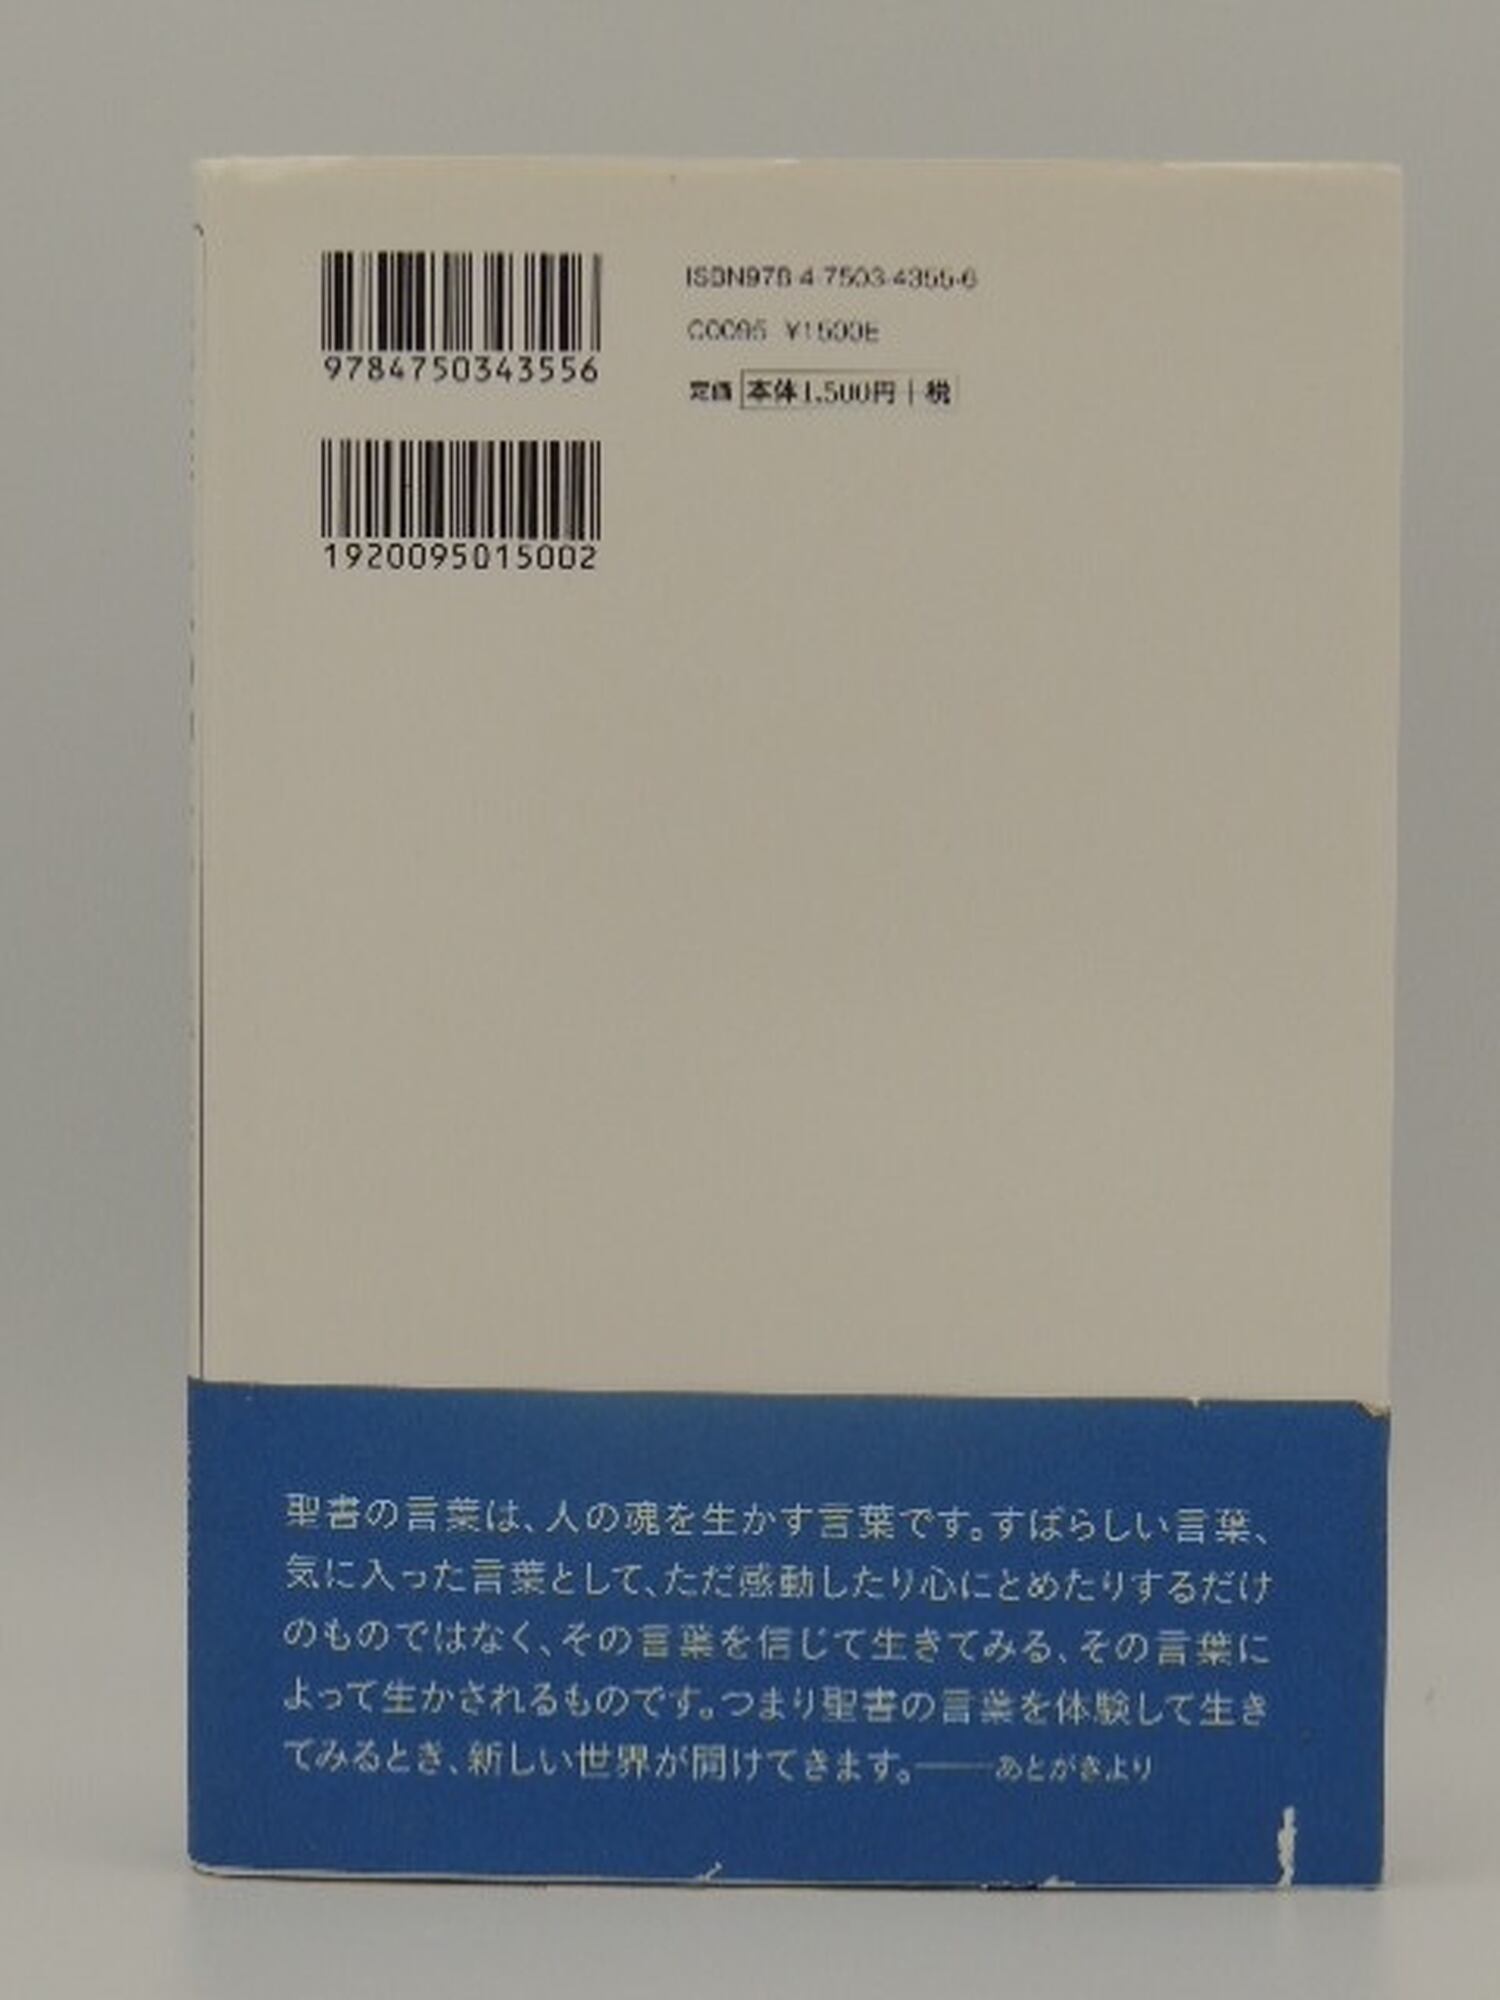 9784750343556
ISBN978-4-7503-4355-6
C0095 ¥1500E
定価 本体1,500円+税
1920095015002
聖書の言葉は、人の魂を生かす言葉です。すばらしい言葉、
気に入った言葉として、ただ感動したり心にとめたりするだけ
のものではなく、その言葉を信じて生きてみる、その言葉に
よって生かされるものです。つまり聖書の言葉を体験して生き
てみるとき、新しい世界が開けてきます。——あとがきより